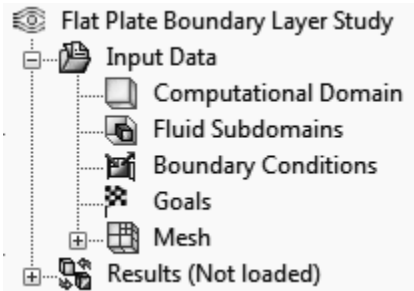 Flat Plate Boundary Layer Study
Input Data
Computational Domain
Fluid Subdomains
Boundary Conditions
Goals
Mesh
Results (Not loaded)